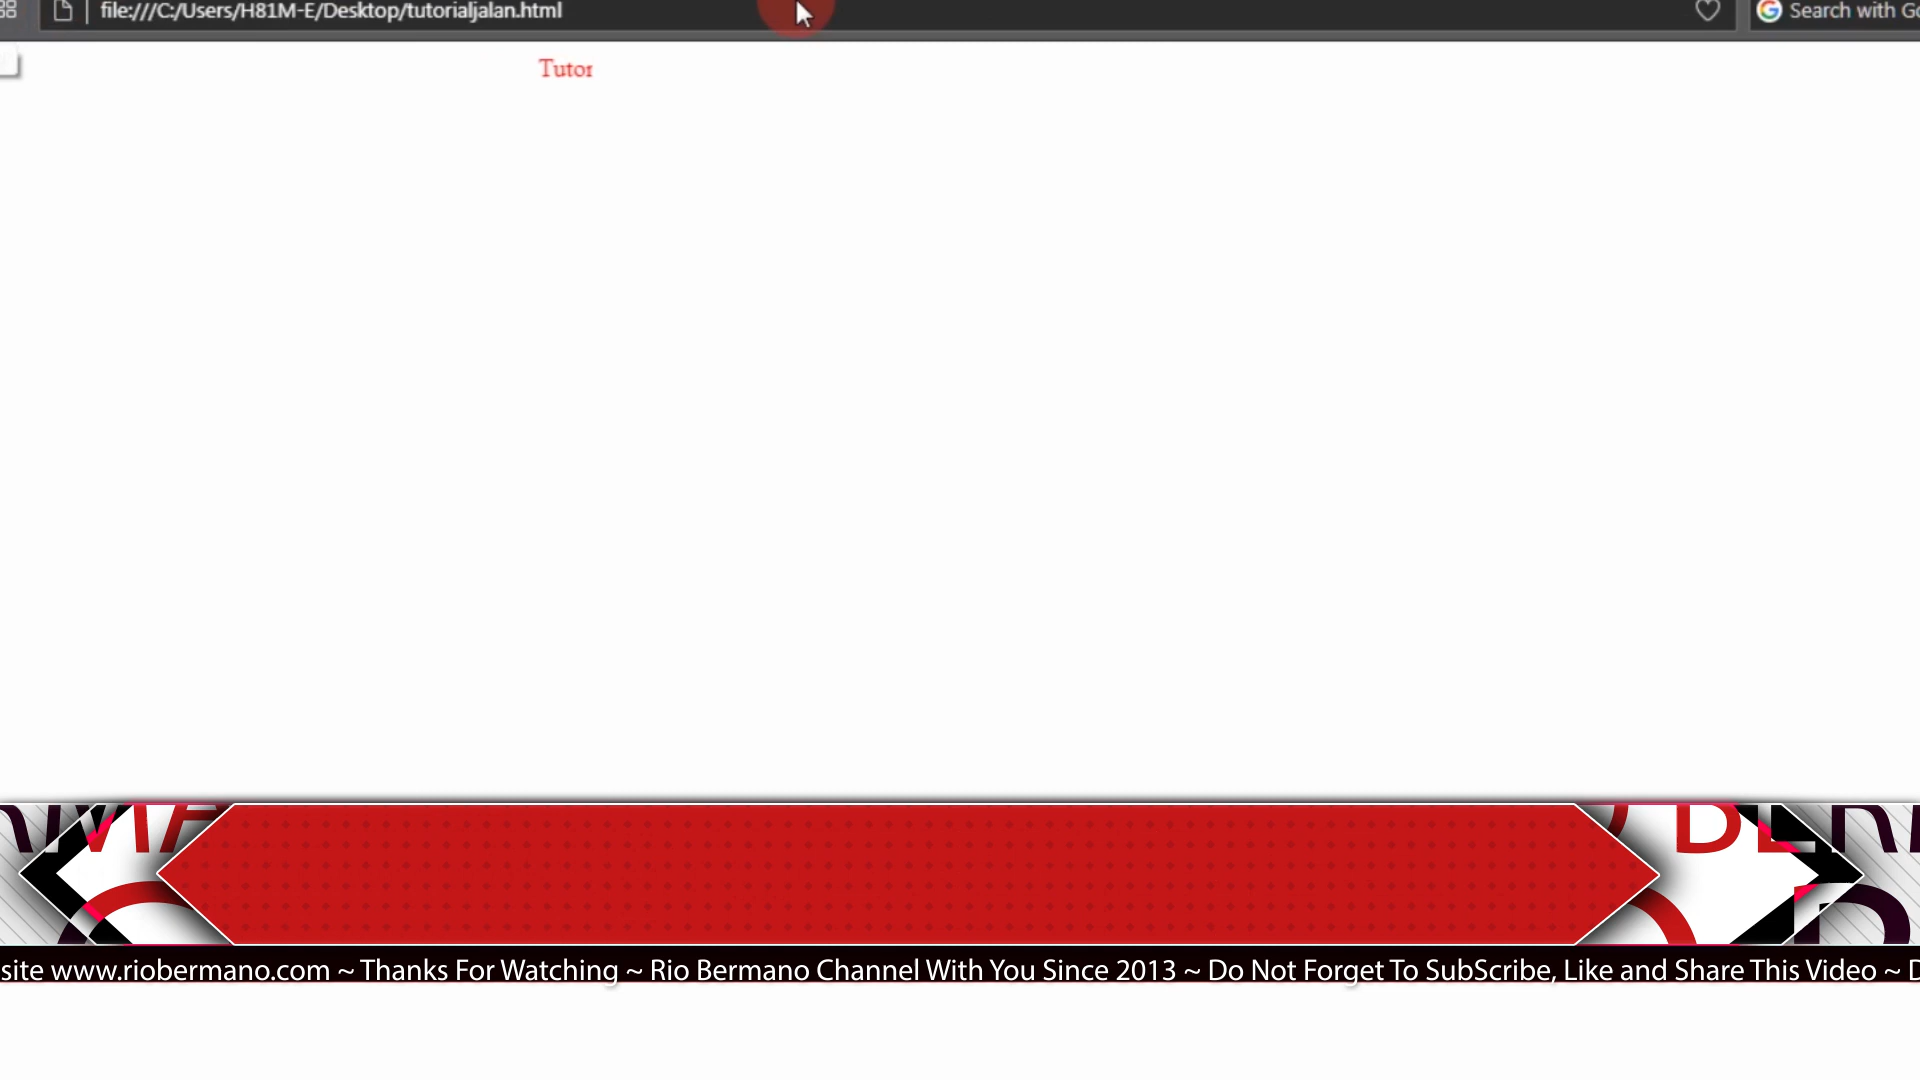 file:///C:/Users/H81M-E/Desktop/tutorialjalan.html
Search with Go
Tutor
site www.riobermano.com ~ Thanks For Watching ~ Rio Bermano Channel With You Since 2013 ~ Do Not Forget To SubScribe, Like and Share This Video ~ D